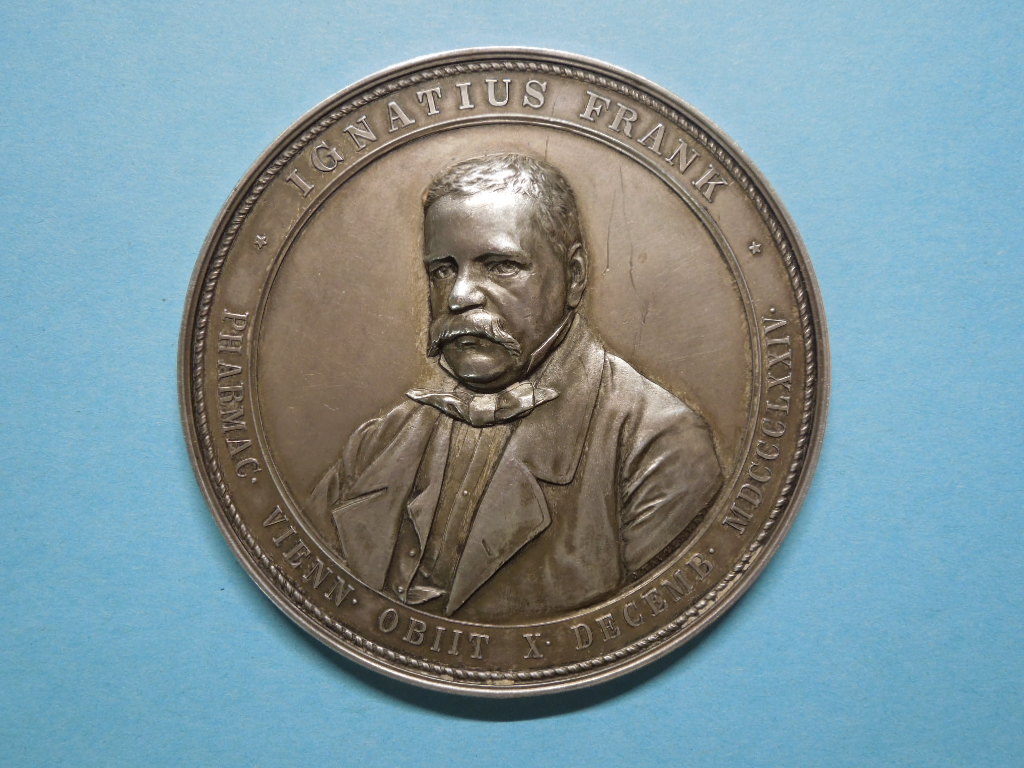 IGNATIUS FRANK
PHARMAC. VIENN. OBIIT X. DECEMB. MDCCCLXXIV.